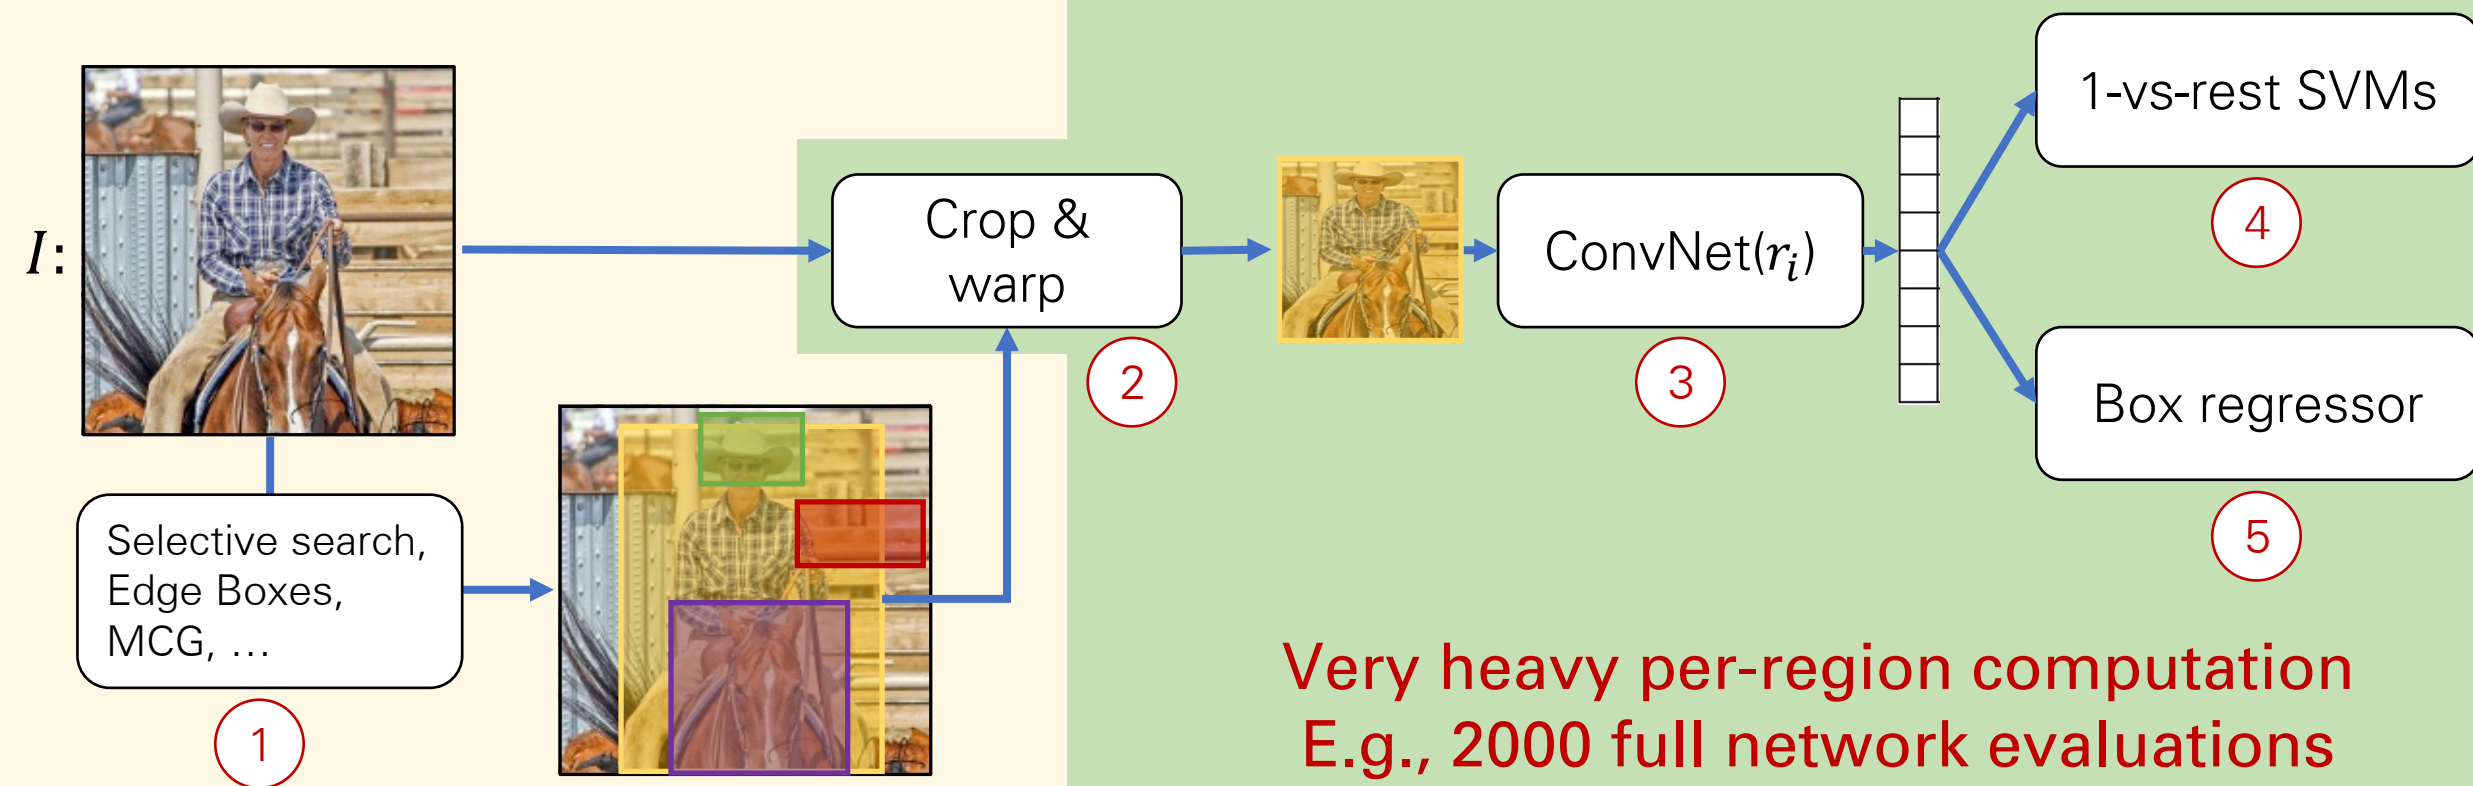 I:
Selective search,
Edge Boxes,
MCG, …
1
Crop &
warp
2
ConvNet(rᵢ)
3
1-vs-rest SVMs
4
Box regressor
5
Very heavy per-region computation
E.g., 2000 full network evaluations